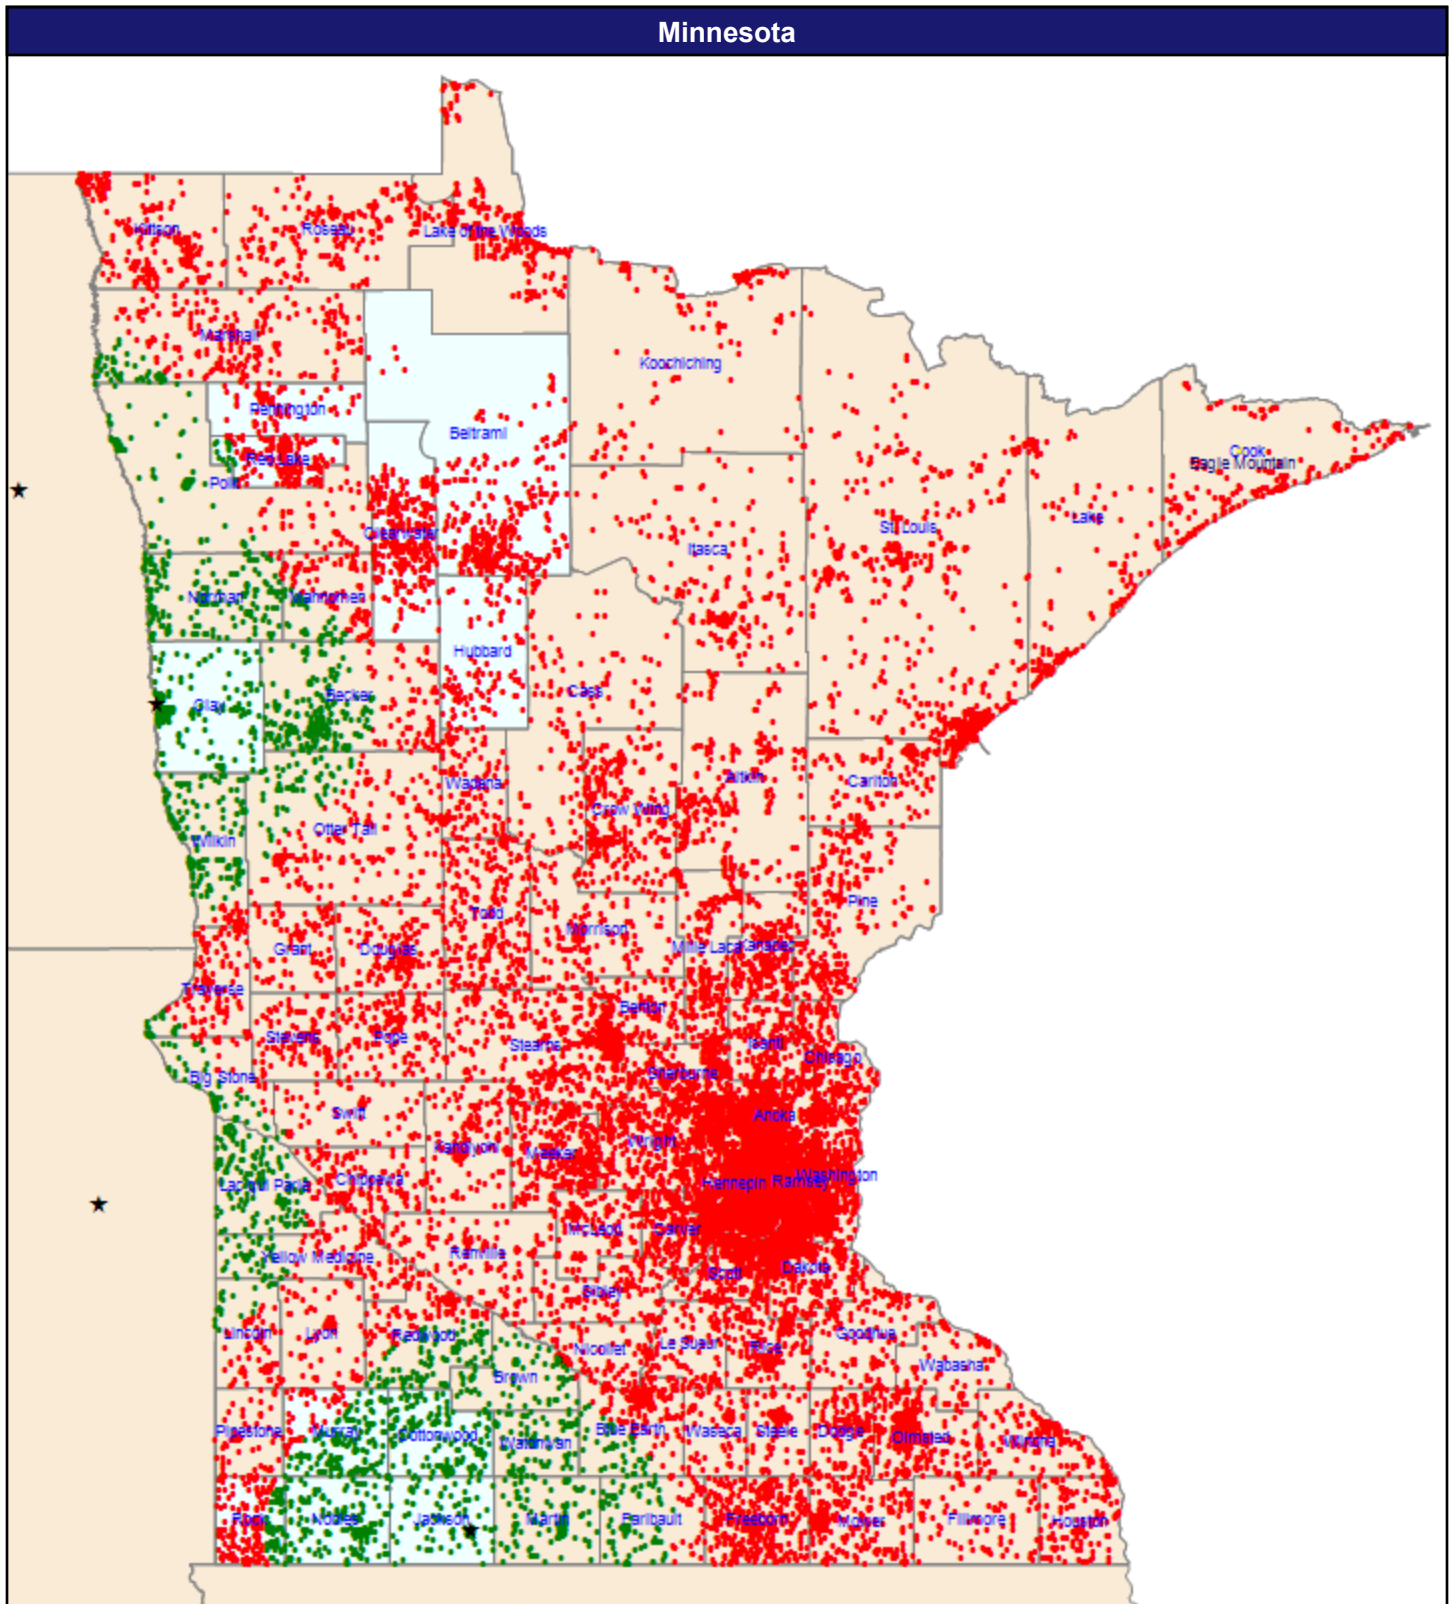 Minnesota
Kittson
Roseau
Lake of the Woods
Marshall
Koochiching
Pennington
Beltrami
Cook
Eagle Mountain
Red Lake
Polk
Lake
St. Louis
Clearwater
Itasca
Norman
Mahnomen
Hubbard
Cass
Becker
Clay
Aitkin
Wadena
Carlton
Crow Wing
Otter Tail
Wilkin
Pine
Todd
Morrison
Grant
Douglas
Mille Lacs
Kanabec
Traverse
Benton
Stevens
Pope
Stearns
Isanti
Chisago
Big Stone
Sherburne
Swift
Anoka
Kandiyohi
Meeker
Wright
Lac qui Parle
Chippewa
Hennepin
Ramsey
Washington
McLeod
Carver
Yellow Medicine
Renville
Scott
Dakota
Sibley
Lincoln
Lyon
Redwood
Nicollet
Le Sueur
Rice
Goodhue
Wabasha
Brown
Pipestone
Murray
Cottonwood
Watonwan
Blue Earth
Waseca
Steele
Dodge
Olmsted
Winona
Rock
Nobles
Jackson
Martin
Faribault
Freeborn
Mower
Fillmore
Houston